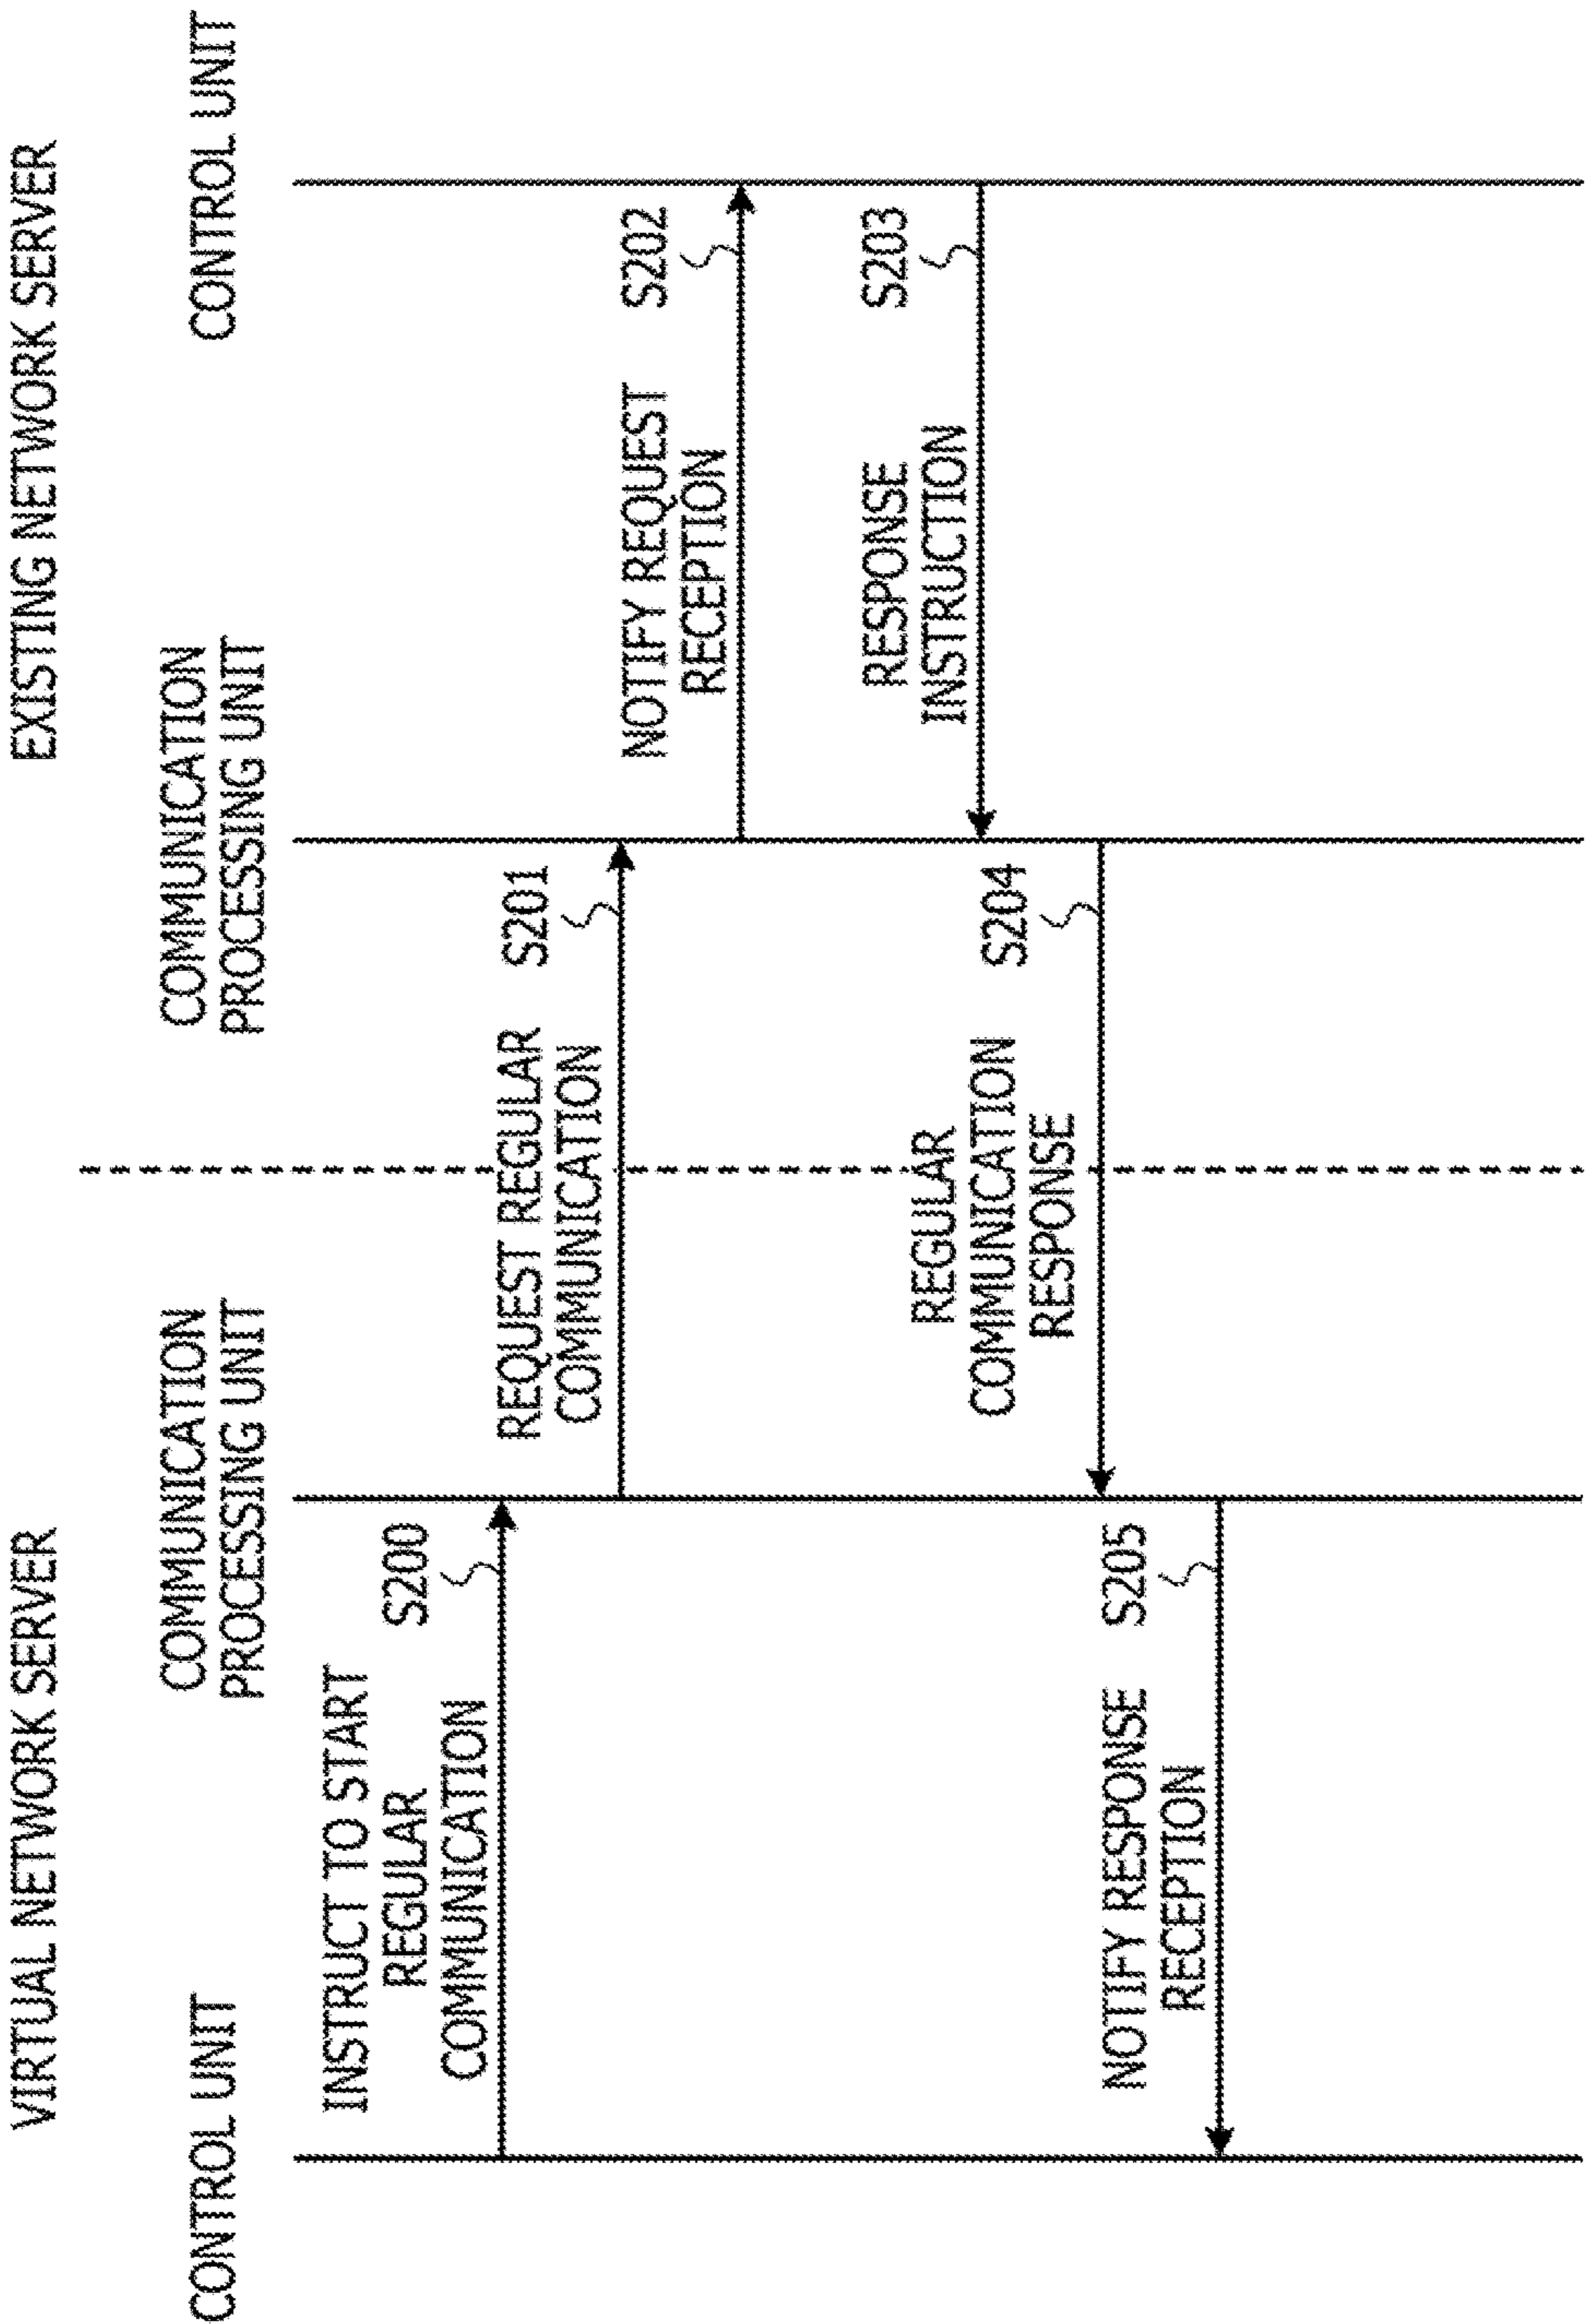 VIRTUAL NETWORK SERVER
EXISTING NETWORK SERVER
CONTROL UNIT
COMMUNICATION
PROCESSING UNIT
COMMUNICATION
PROCESSING UNIT
CONTROL UNIT
INSTRUCT TO START
REGULAR
COMMUNICATION
S200
REQUEST REGULAR
COMMUNICATION
S201
NOTIFY REQUEST
RECEPTION
S202
RESPONSE
INSTRUCTION
S203
REGULAR
COMMUNICATION
RESPONSE
S204
NOTIFY RESPONSE
RECEPTION
S205